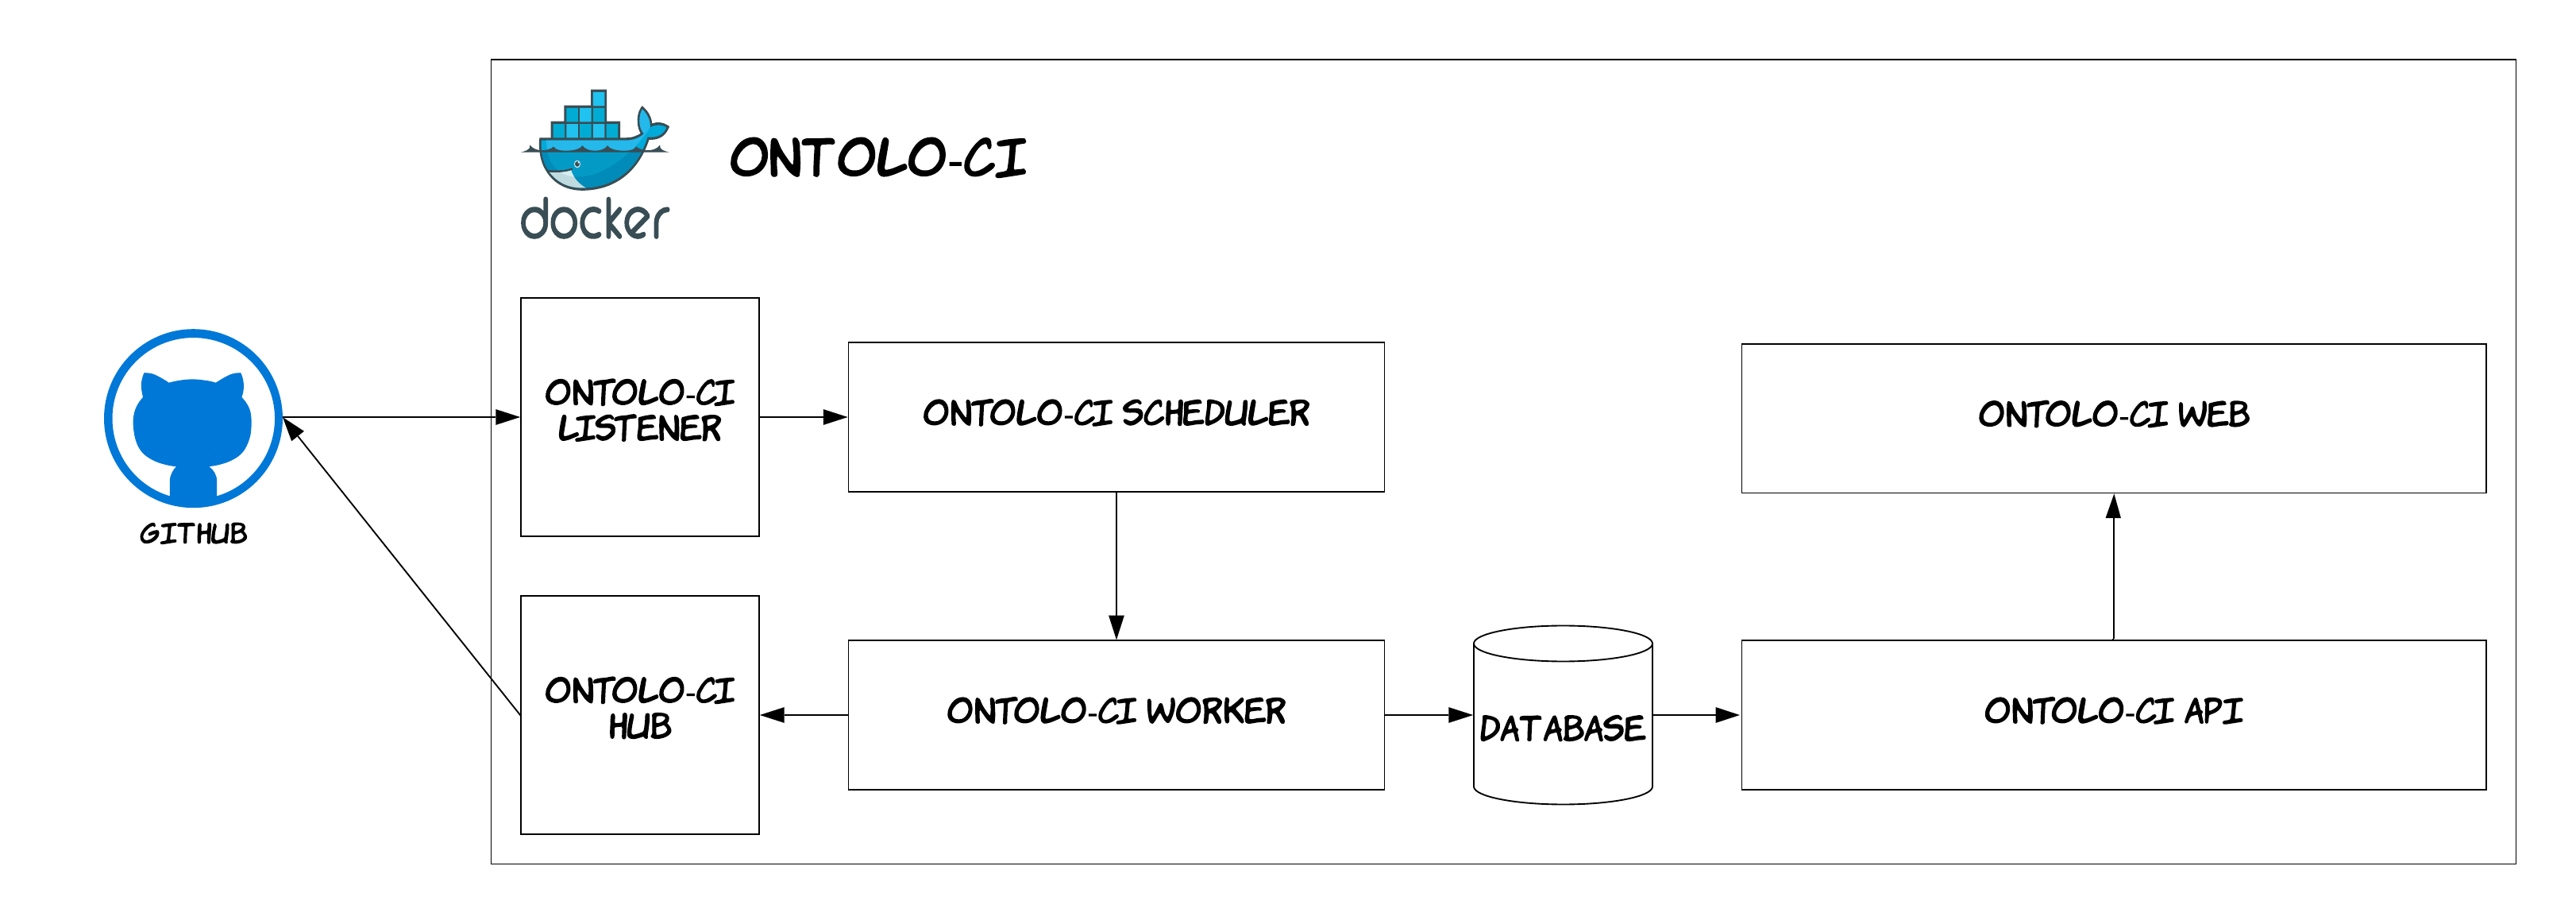 docker
ONTOLO-CI
ONTOLO-CI
LISTENER
ONTOLO-CI SCHEDULER
ONTOLO-CI WEB
GITHUB
ONTOLO-CI
HUB
ONTOLO-CI WORKER
DATABASE
ONTOLO-CI API